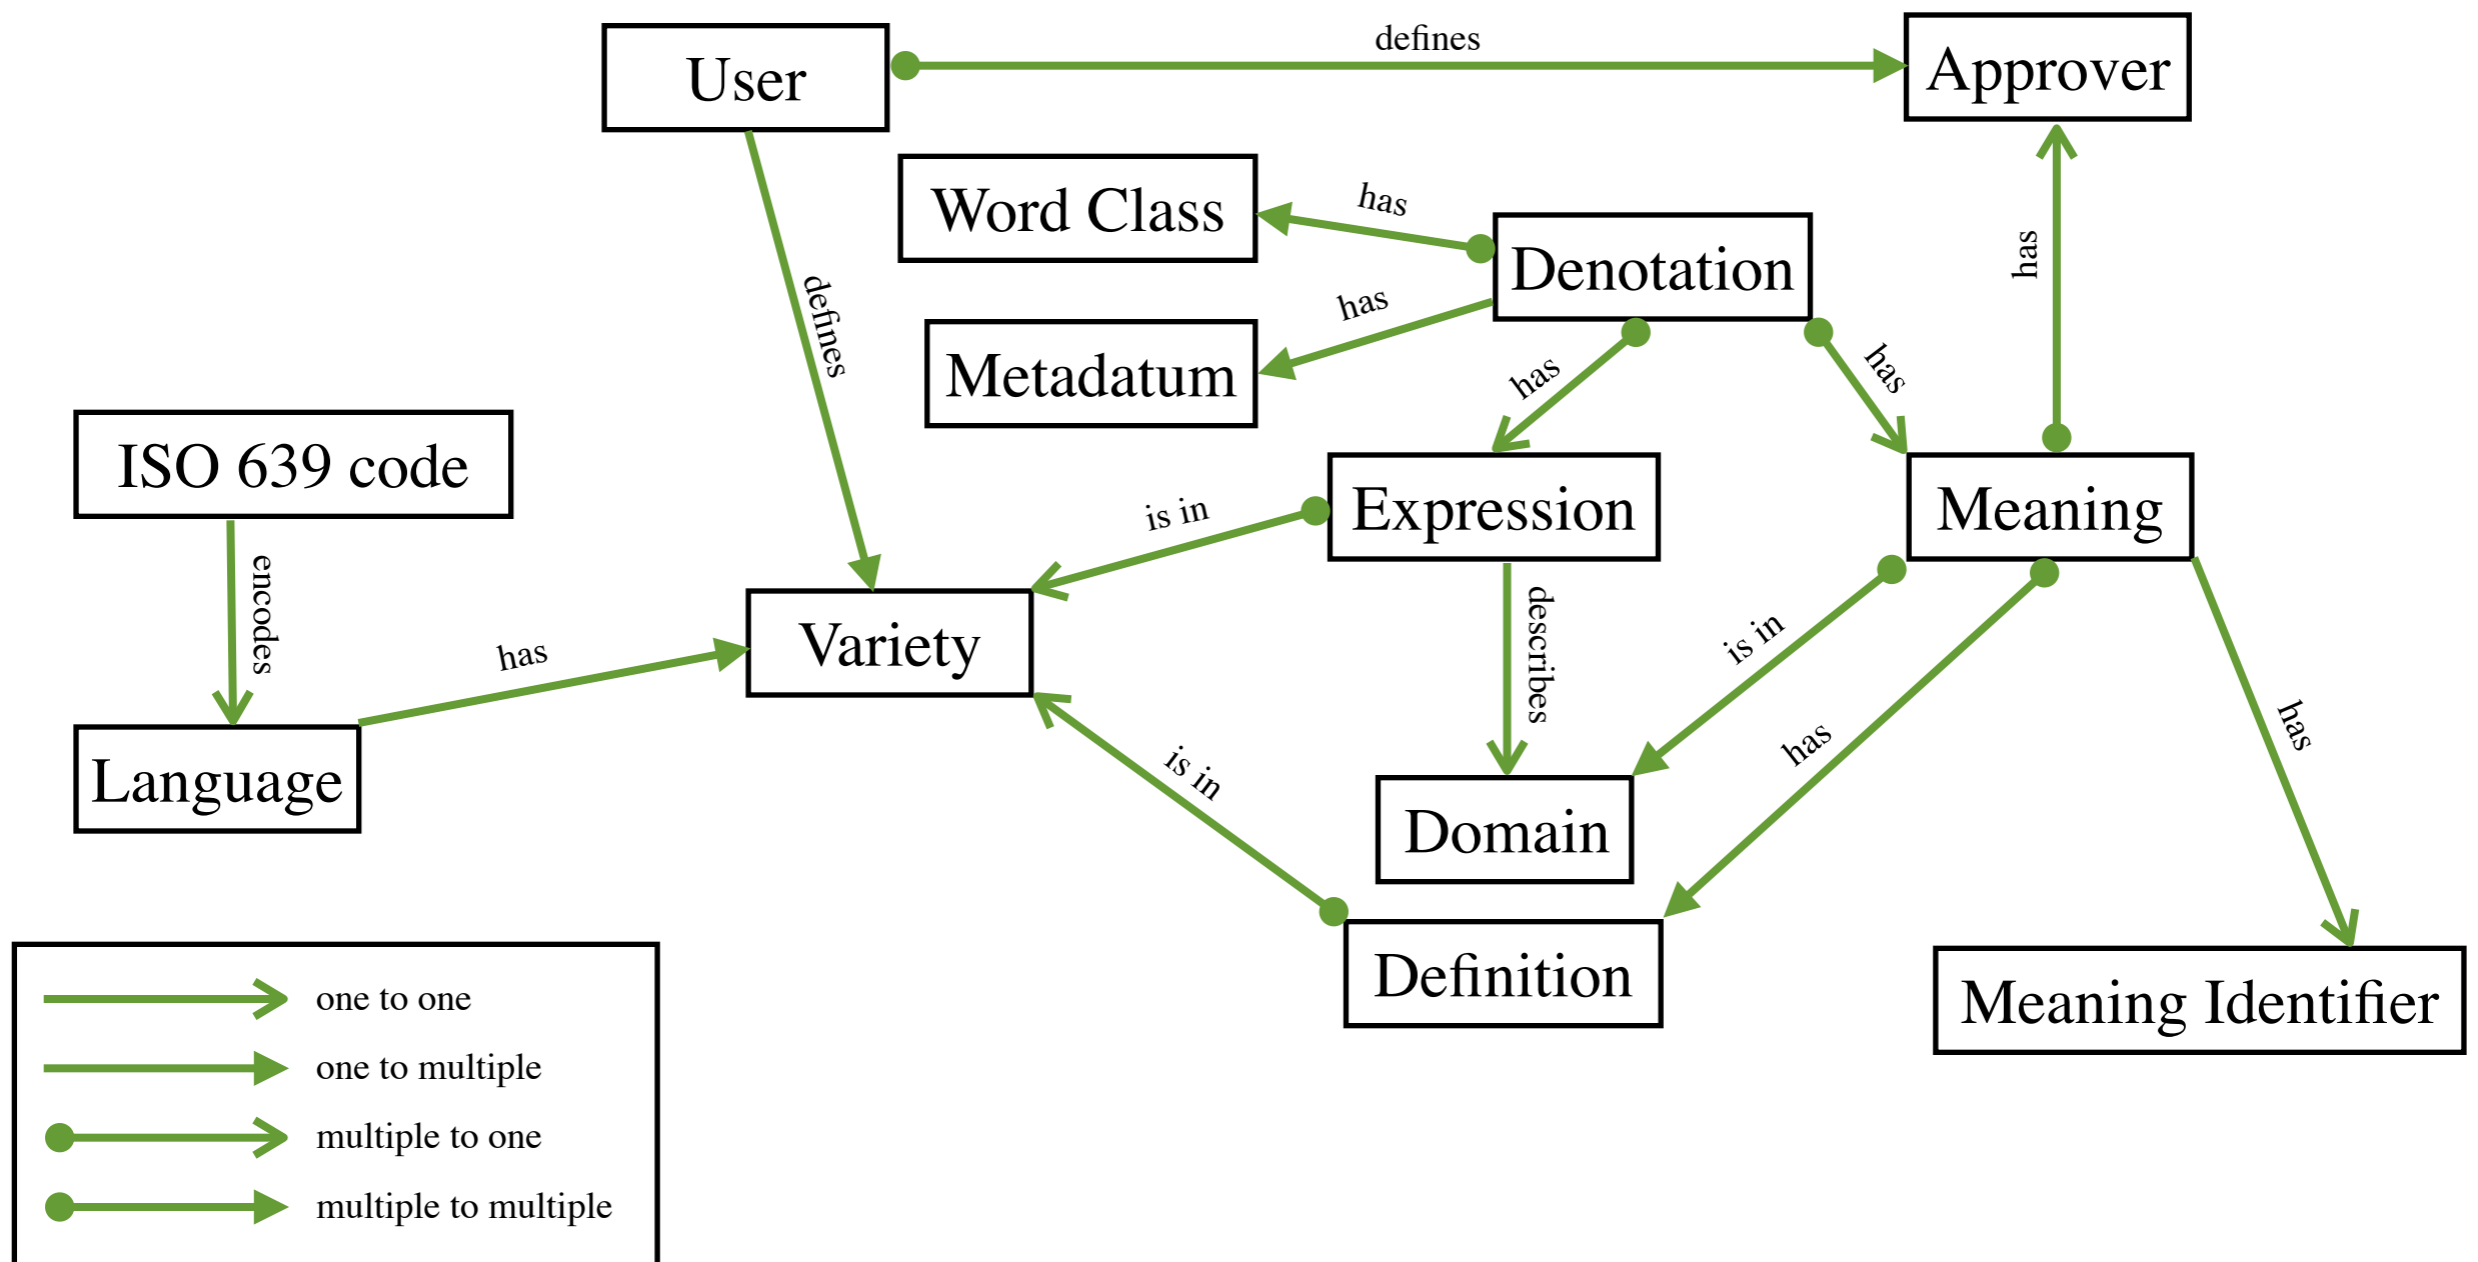 defines
User
Approver
Word Class
has
Denotation
has
has
Metadatum
defines
has
has
ISO 639 code
Expression
Meaning
is in
encodes
describes
Variety
has
is in
has
has
Language
is in
Domain
Definition
Meaning Identifier
one to one
one to multiple
multiple to one
multiple to multiple